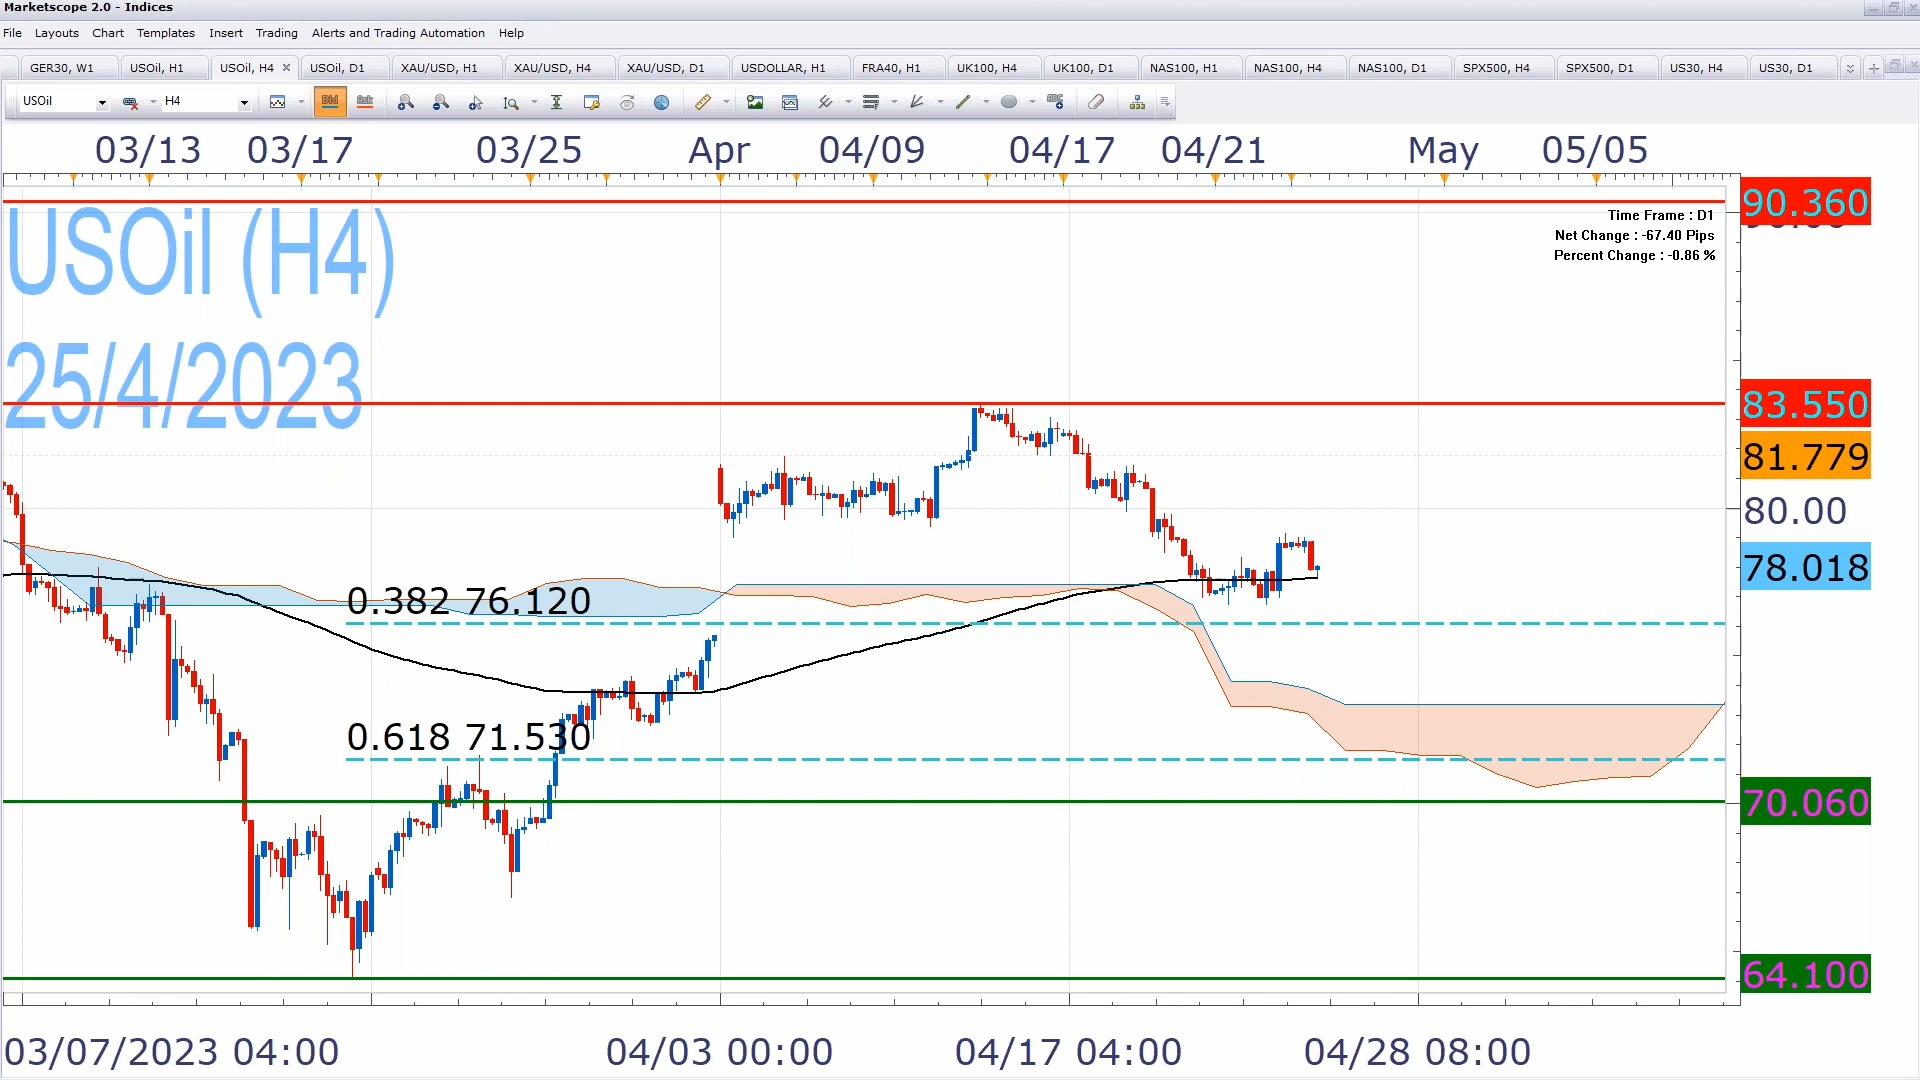 Marketscope 2.0 - Indices
File Layouts Chart Templates Insert Trading Alerts and Trading Automation Help
GER30, W1 USOil, H1 USOil, H4 USOil, D1 XAU/USD, H1 XAU/USD, H4 XAU/USD, D1 USDOLLAR, H1 FRA40, H1 UK100, H4 UK100, D1 NAS100, H1 NAS100, H4 NAS100, D1 SPX500, H4 SPX500, D1 US30, H4 US30, D1
USOil H4 Bid Ask
03/13 03/17 03/25 Apr 04/09 04/17 04/21 May 05/05
90.360
Time Frame : D1
Net Change : -67.40 Pips
Percent Change : -0.86 %
USOil (H4)
25/4/2023
83.550
81.779
80.00
78.018
0.382 76.120
0.618 71.530
70.060
64.100
03/07/2023 04:00 04/03 00:00 04/17 04:00 04/28 08:00